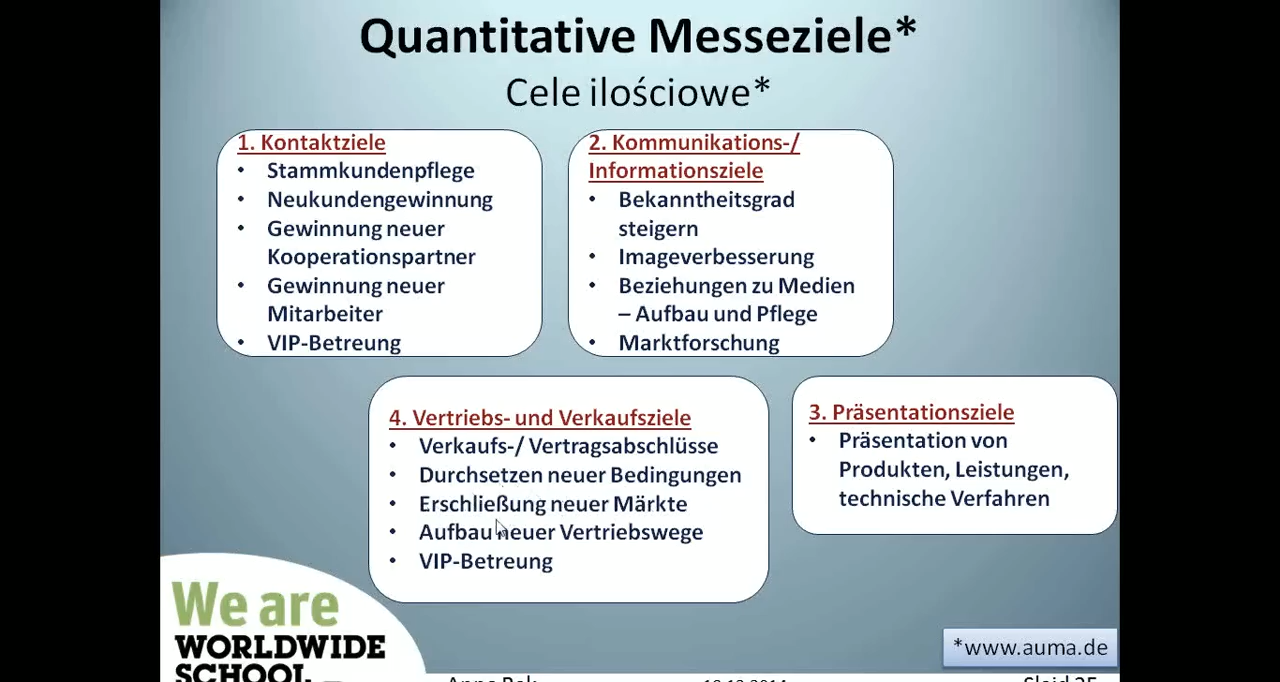 Quantitative Messeziele*
Cele ilościowe*
1. Kontaktziele
• Stammkundenpflege
• Neukundengewinnung
• Gewinnung neuer
Kooperationspartner
• Gewinnung neuer
Mitarbeiter
• VIP-Betreung
2. Kommunikations-/
Informationsziele
• Bekanntheitsgrad
steigern
• Imageverbesserung
• Beziehungen zu Medien
– Aufbau und Pflege
• Marktforschung
4. Vertriebs- und Verkaufsziele
• Verkaufs-/ Vertragsabschlüsse
• Durchsetzen neuer Bedingungen
• Erschließung neuer Märkte
• Aufbau neuer Vertriebswege
• VIP-Betreung
3. Präsentationsziele
• Präsentation von
Produkten, Leistungen,
technische Verfahren
We are
WORLDWIDE
SCHOOL
*www.auma.de